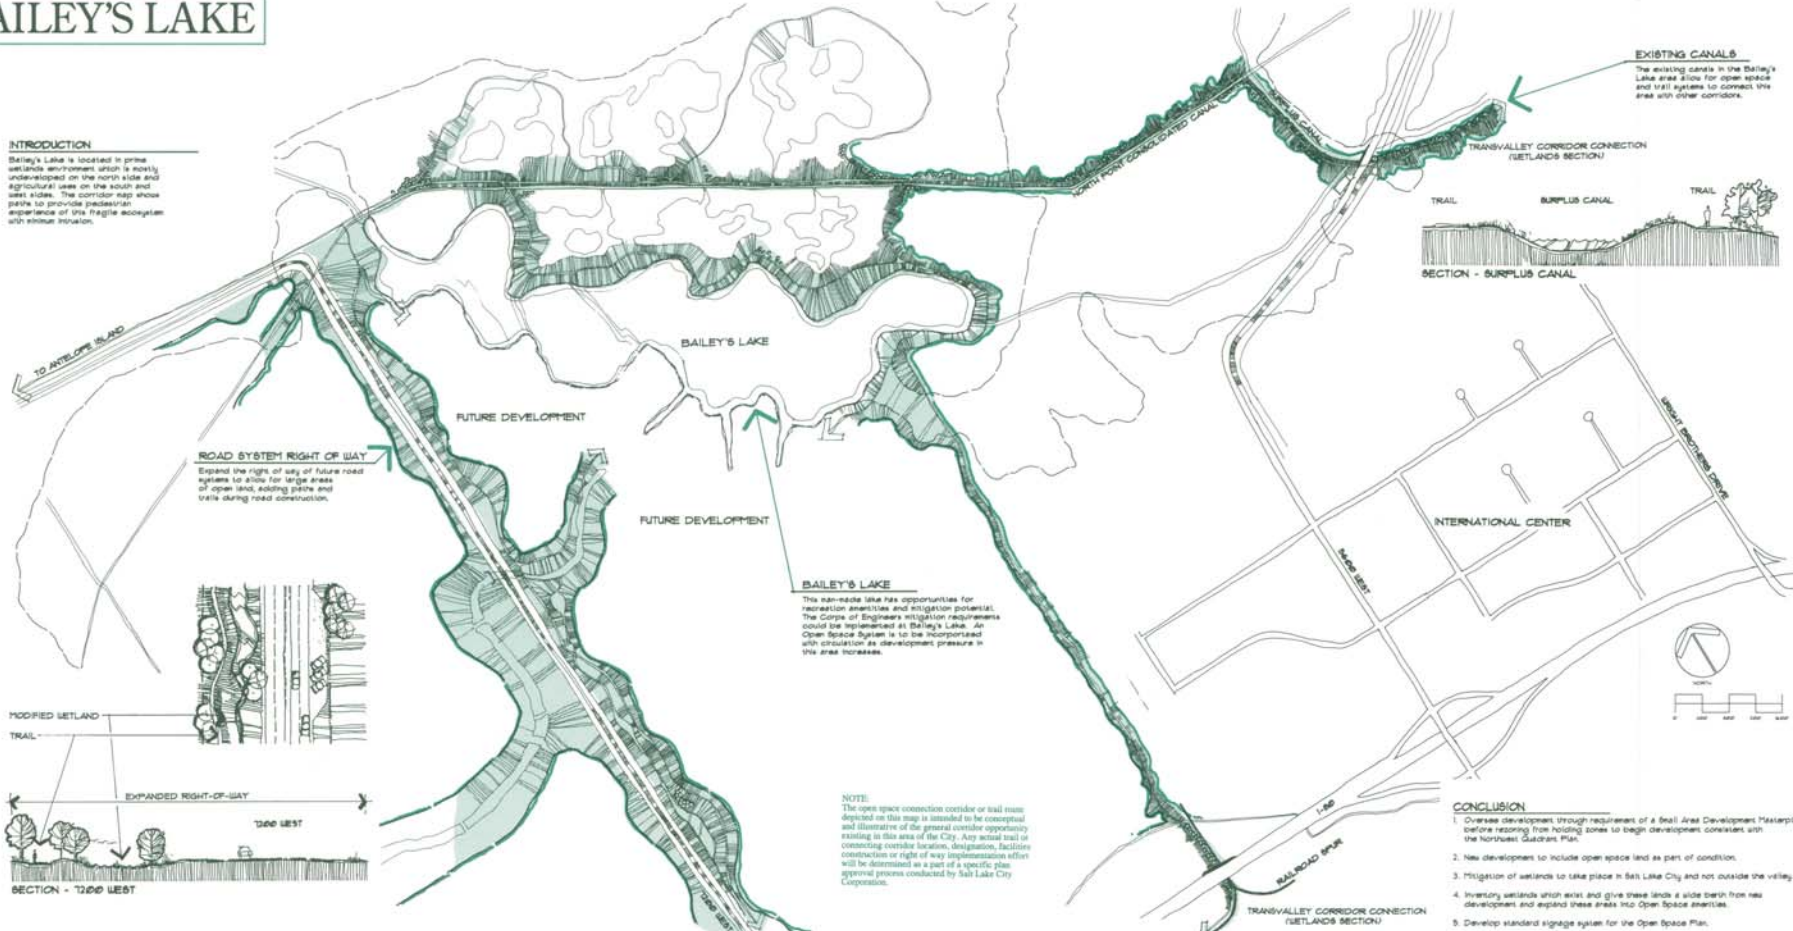 AILEY'S LAKE
INTRODUCTION
Bailey's Lake is located in prime
wetlands environment which is mostly
undeveloped on the north side and
agricultural uses on the south and
west sides. The corridor map shows
paths to provide pedestrian
experience of this fragile ecosystem
with minimum intrusion.
EXISTING CANALS
The existing canals in the Bailey's
Lake area allow for open space
and trail systems to connect this
area with other corridors.
SURPLUS CANAL
NORTH POINT CONSOLIDATED CANAL
TRANSVALLEY CORRIDOR CONNECTION
(WETLANDS SECTION)
TRAIL
SURPLUS CANAL
TRAIL
SECTION - SURPLUS CANAL
TO ANTELOPE ISLAND
BAILEY'S LAKE
FUTURE DEVELOPMENT
ROAD SYSTEM RIGHT OF WAY
Expand the right of way of future road
systems to allow for large areas
of open land, adding paths and
trails during road construction.
FUTURE DEVELOPMENT
WRIGHT BROTHERS DRIVE
INTERNATIONAL CENTER
5600 WEST
BAILEY'S LAKE
This man-made lake has opportunities for
recreation amenities and mitigation potential.
The Corps of Engineers mitigation requirements
could be implemented at Bailey's Lake. An
Open Space System is to be incorporated
with circulation as development pressure in
this area increases.
NORTH
MODIFIED WETLAND
TRAIL
EXPANDED RIGHT-OF-WAY
7200 WEST
SECTION - 7200 WEST
7200 WEST
NOTE:
The open space connection corridor or trail route
depicted on this map is intended to be conceptual
and illustrative of the general corridor opportunity
existing in this area of the City. Any actual trail or
connecting corridor location, designation, facilities
construction or right of way implementation effort
will be determined as a part of a specific plan
approval process conducted by Salt Lake City
Corporation.
I-80
RAILROAD SPUR
TRANSVALLEY CORRIDOR CONNECTION
(WETLANDS SECTION)
CONCLUSION
1. Oversee development through requirement of a Small Area Development Masterpl
before rezoning from holding zones to begin development consistent with
the Northwest Quadrant Plan.
2. New development to include open space land as part of condition.
3. Mitigation of wetlands to take place in Salt Lake City and not outside the valley
4. Inventory wetlands which exist and give these lands a wide berth from new
development and expand these areas into Open Space amenities.
5. Develop standard signage system for the Open Space Plan.